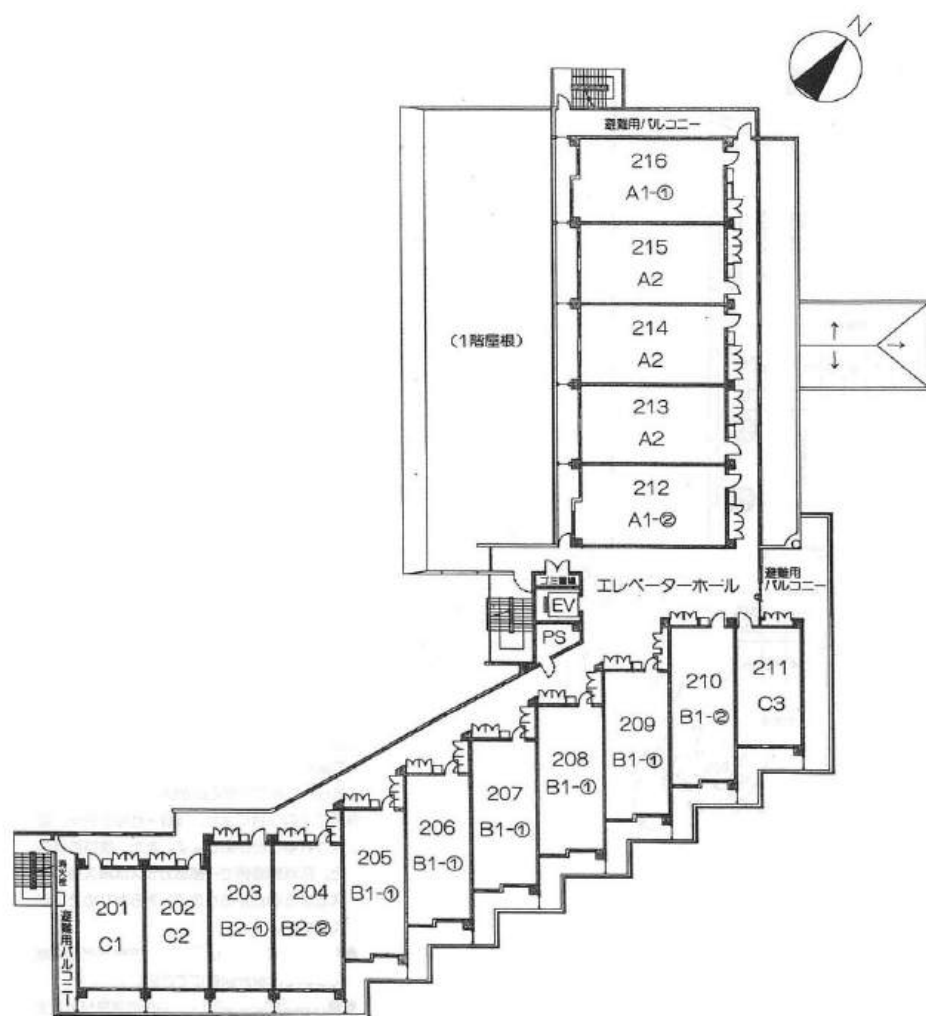 N
避難用バルコニー
216
A1-①
215
A2
214
A2
(1階屋根)
213
A2
212
A1-②
ゴミ置場
エレベーターホール
避難用
バルコニー
EV
PS
211
C3
210
B1-②
209
B1-①
208
B1-①
207
B1-①
206
B1-①
205
B1-①
204
B2-②
203
B2-①
202
C2
201
C1
避難用バルコニー